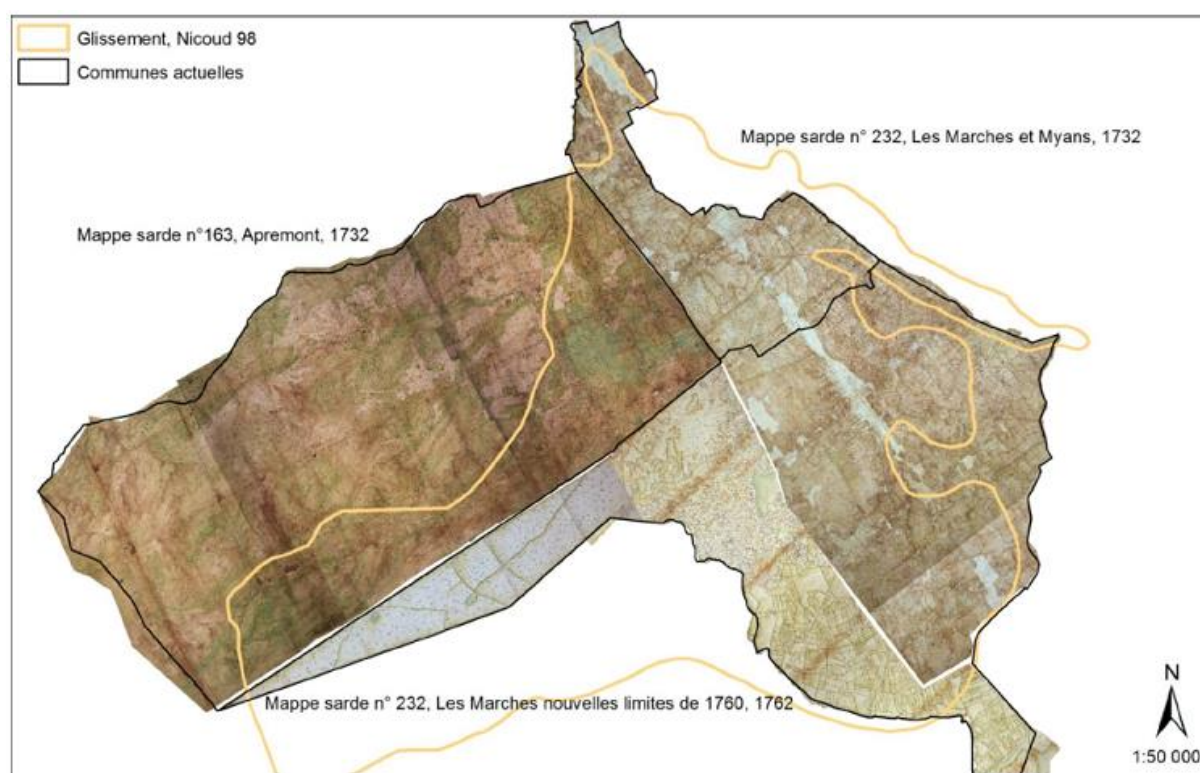 Glissement, Nicoud 98
Communes actuelles
Mappe sarde n° 232, Les Marches et Myans, 1732
Mappe sarde n°163, Apremont, 1732
Mappe sarde n° 232, Les Marches nouvelles limites de 1760, 1762
N
1:50 000